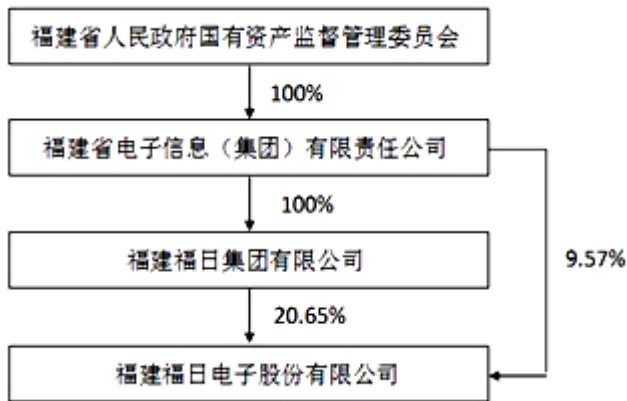 福建省人民政府国有资产监督管理委员会
100%
福建省电子信息（集团）有限责任公司
100%
福建福日集团有限公司
9.57%
20.65%
福建福日电子股份有限公司